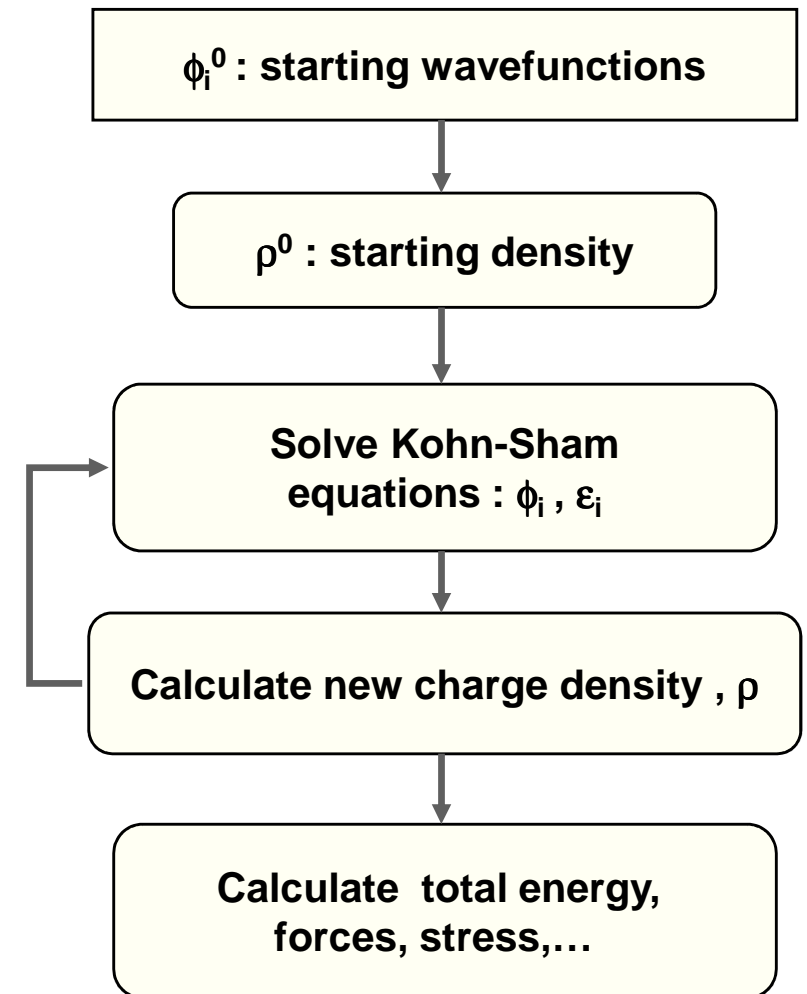 ϕᵢ⁰ : starting wavefunctions
ρ⁰ : starting density
Solve Kohn-Sham
equations : ϕᵢ , εᵢ
Calculate new charge density , ρ
Calculate total energy,
forces, stress,…